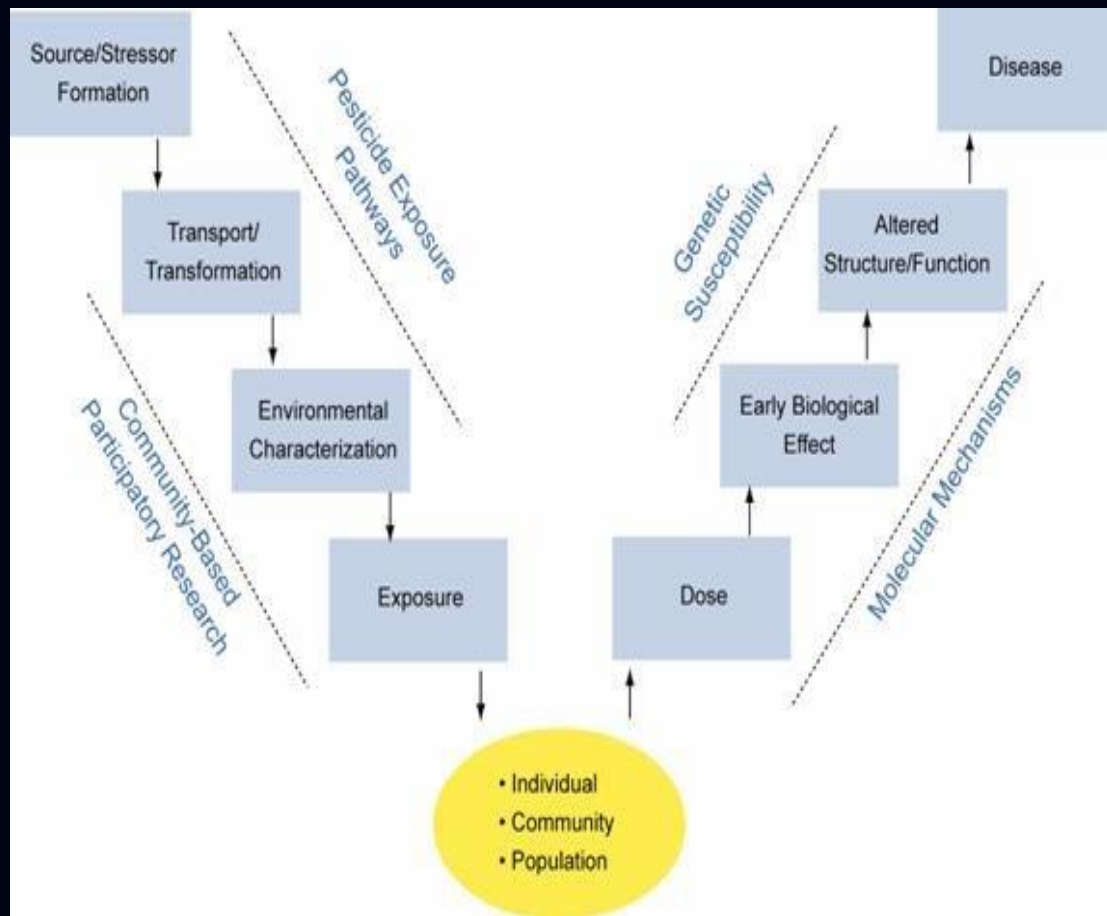 Source/Stressor
Formation
Pesticide Exposure
Pathways
Transport/
Transformation
Community-Based
Participatory Research
Environmental
Characterization
Exposure
• Individual
• Community
• Population
Dose
Early Biological
Effect
Molecular Mechanisms
Genetic
Susceptibility
Altered
Structure/Function
Disease